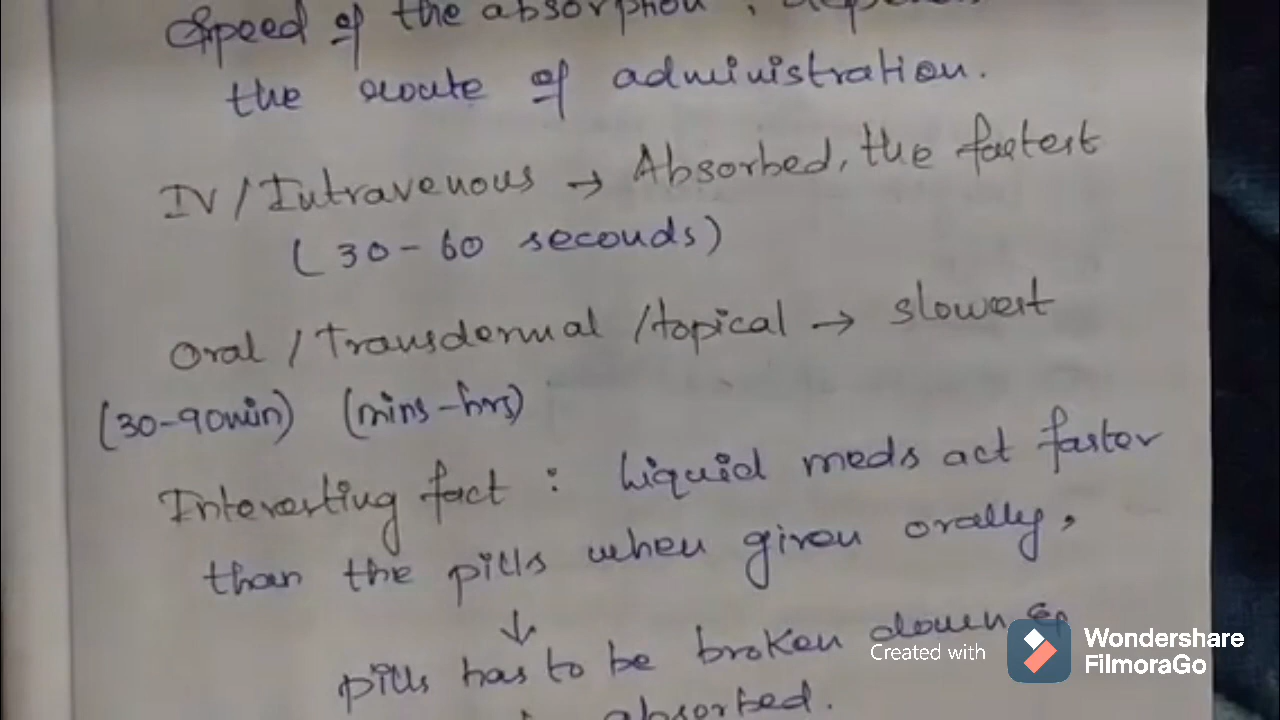 Speed of the absorption : depends
the route of administration.
IV / Intravenous → Absorbed, the fastest
( 30 - 60 seconds)
Oral / Transdermal /topical → slowest
(30-90min) (mins-hrs)
Interesting fact : Liquid meds act faster
than the pills when given orally,
↓
pills has to be broken down &
absorbed.
Created with Wondershare
FilmoraGo